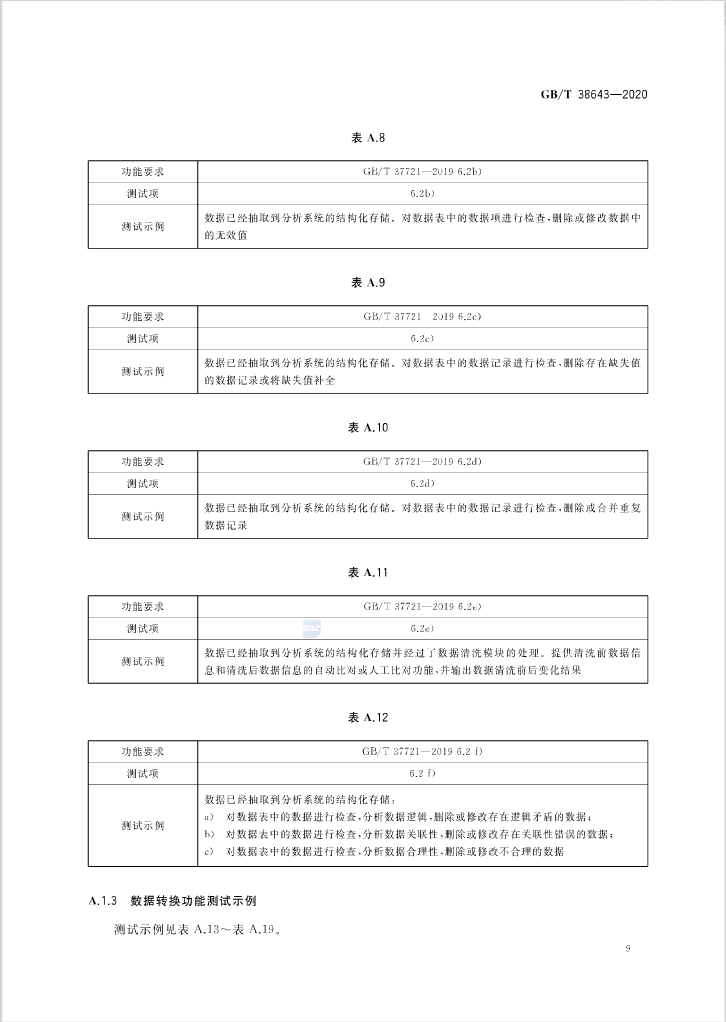 GB/T 38643—2020
表 A.8
功能要求
GB/T 37721—2019 6.2b)
测试项
6.2b)
测试示例
数据已经抽取到分析系统的结构化存储。对数据表中的数据项进行检查,删除或修改数据中
的无效值
表 A.9
功能要求
GB/T 37721—2019 6.2c)
测试项
6.2c)
测试示例
数据已经抽取到分析系统的结构化存储。对数据表中的数据记录进行检查,删除存在缺失值
的数据记录或将缺失值补全
表 A.10
功能要求
GB/T 37721—2019 6.2d)
测试项
6.2d)
测试示例
数据已经抽取到分析系统的结构化存储。对数据表中的数据记录进行检查,删除或合并重复
数据记录
表 A.11
功能要求
GB/T 37721—2019 6.2e)
测试项
6.2e)
测试示例
数据已经抽取到分析系统的结构化存储并经过了数据清洗模块的处理。提供清洗前数据信
息和清洗后数据信息的自动比对或人工比对功能,并输出数据清洗前后变化结果
表 A.12
功能要求
GB/T 37721—2019 6.2 f)
测试项
6.2 f)
测试示例
数据已经抽取到分析系统的结构化存储:
a) 对数据表中的数据进行检查,分析数据逻辑,删除或修改存在逻辑矛盾的数据;
b) 对数据表中的数据进行检查,分析数据关联性,删除或修改存在关联性错误的数据;
c) 对数据表中的数据进行检查,分析数据合理性,删除或修改不合理的数据
A.1.3 数据转换功能测试示例
测试示例见表 A.13～表 A.19。
9